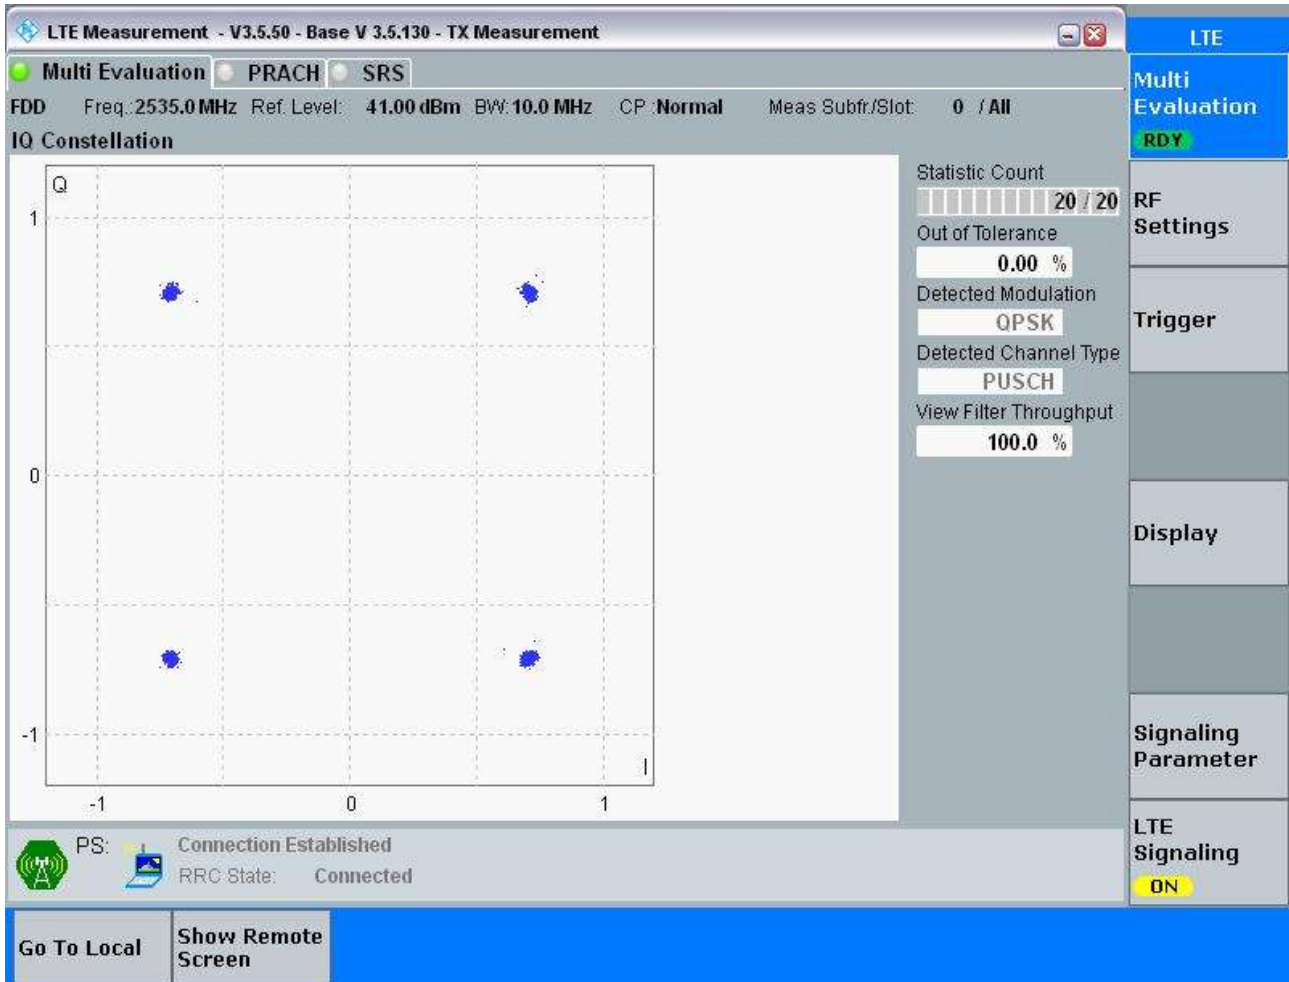 LTE Measurement - V3.5.50 - Base V 3.5.130 - TX Measurement
LTE
Multi Evaluation PRACH SRS
FDD Freq.:2535.0 MHz Ref. Level: 41.00 dBm BW:10.0 MHz CP :Normal Meas Subfr./Slot: 0 / All
IQ Constellation
Q
1
0
-1
I
-1 0 1
Statistic Count
20 / 20
Out of Tolerance
0.00 %
Detected Modulation
QPSK
Detected Channel Type
PUSCH
View Filter Throughput
100.0 %
Multi
Evaluation
RDY
RF
Settings
Trigger
Display
Signaling
Parameter
LTE
Signaling
ON
PS: Connection Established
RRC State: Connected
Go To Local
Show Remote
Screen